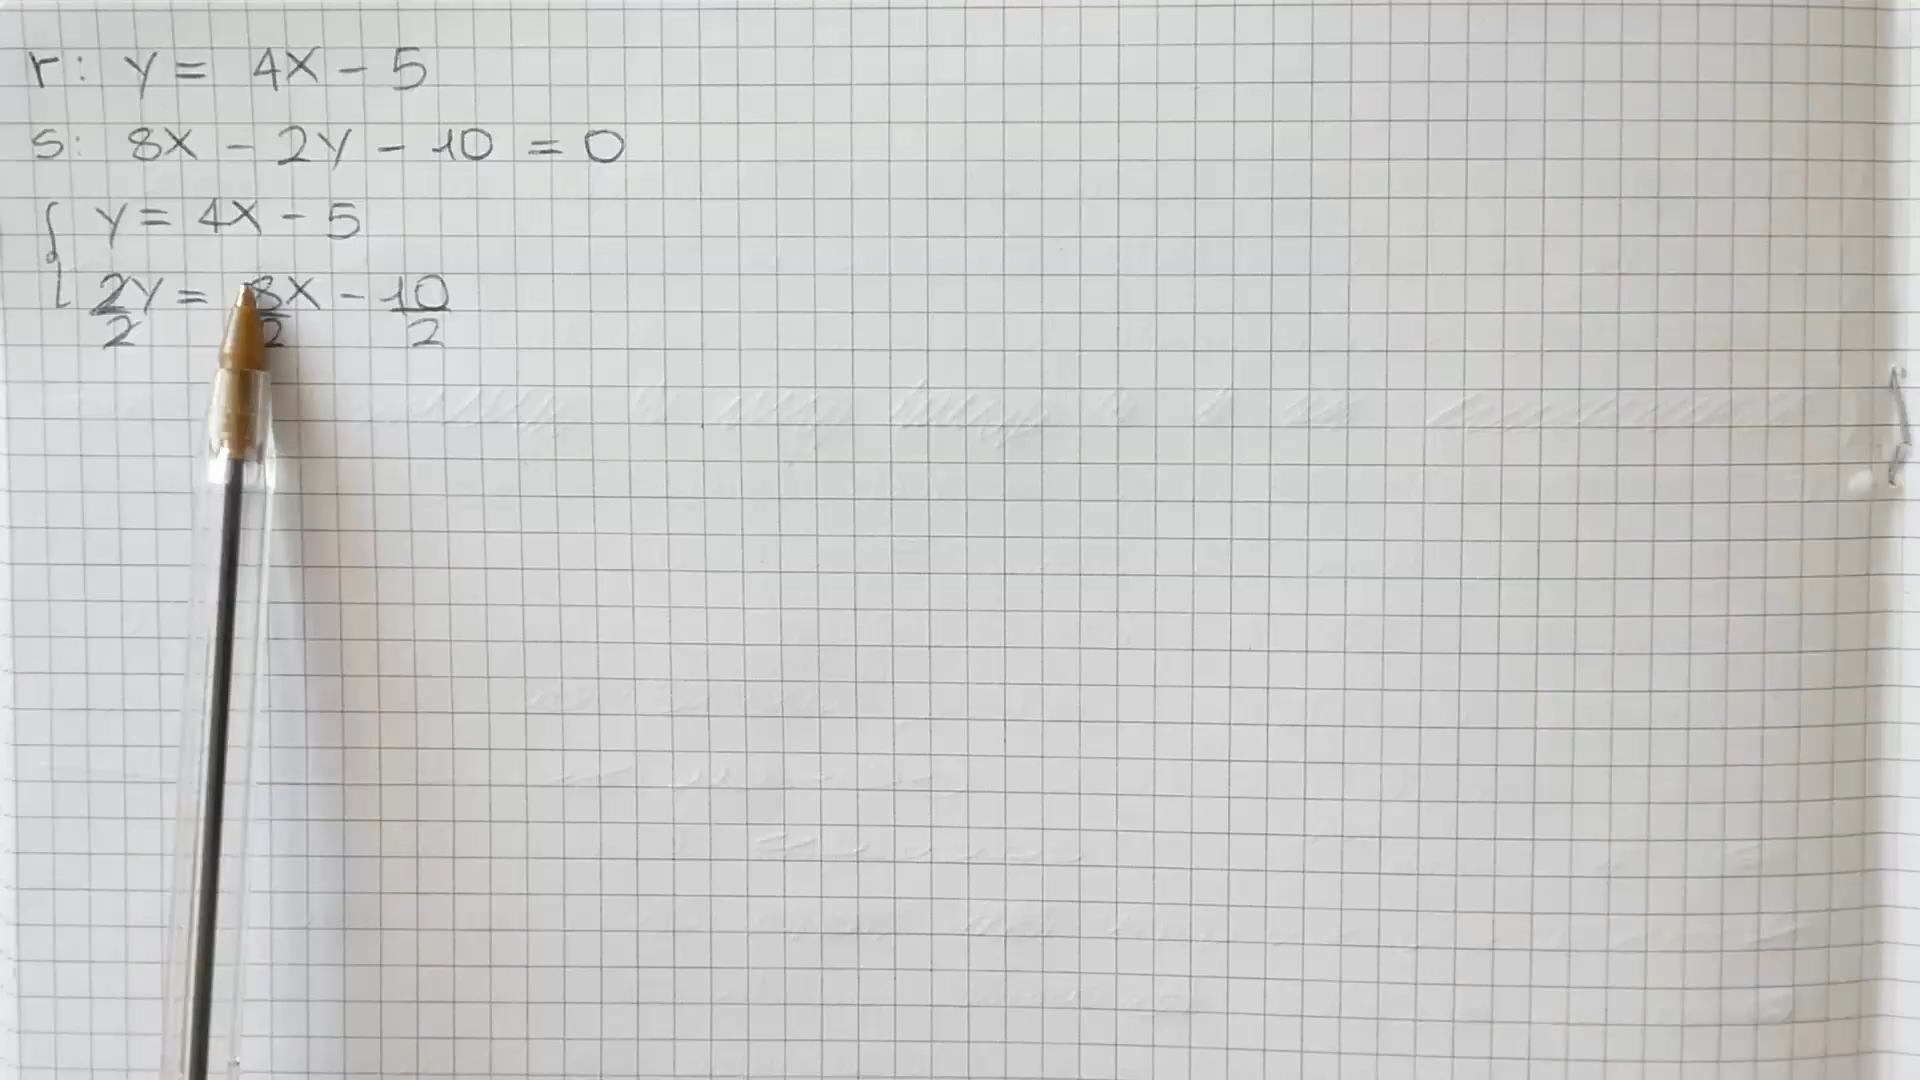 r: y = 4x - 5
s: 8x - 2y - 10 = 0
{ y = 4x - 5
2y/2 = 8x/2 - 10/2